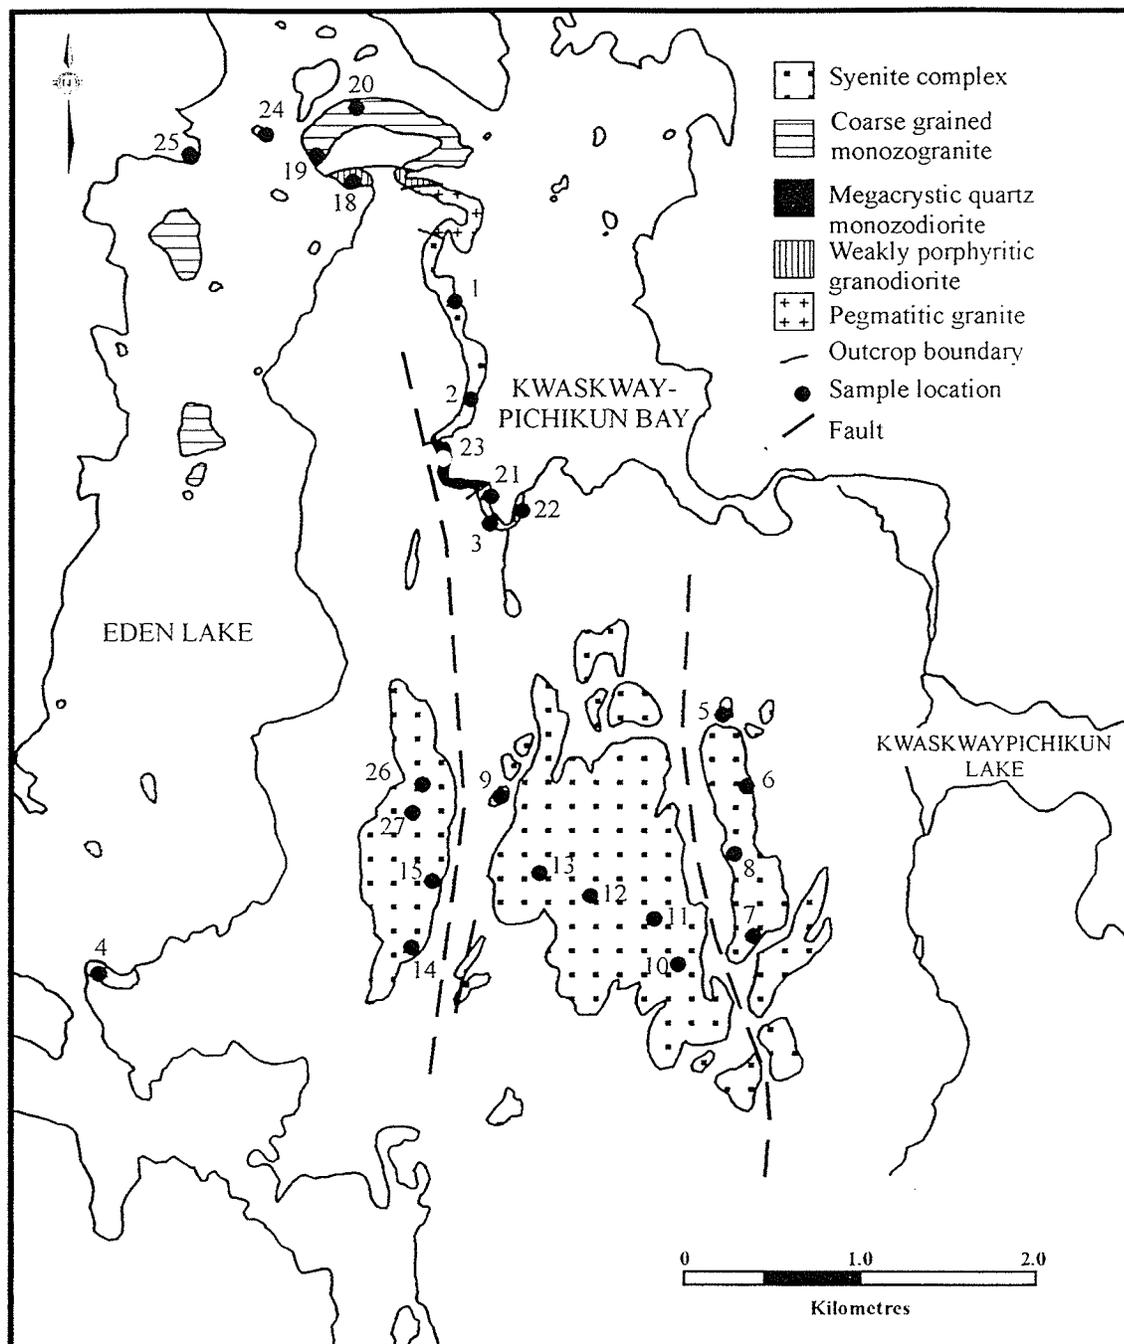 N
Syenite complex
Coarse grained
monozogranite
Megacrystic quartz
monozodiorite
Weakly porphyritic
granodiorite
Pegmatitic granite
Outcrop boundary
Sample location
Fault
20
24
25
19
18
1
2
KWASKWAY-
PICHIKUN BAY
23
21
22
3
EDEN LAKE
5
KWASKWAYPICHIKUN
LAKE
26
9
6
27
8
15
13
12
11
7
4
14
10
0 1.0 2.0
Kilometres